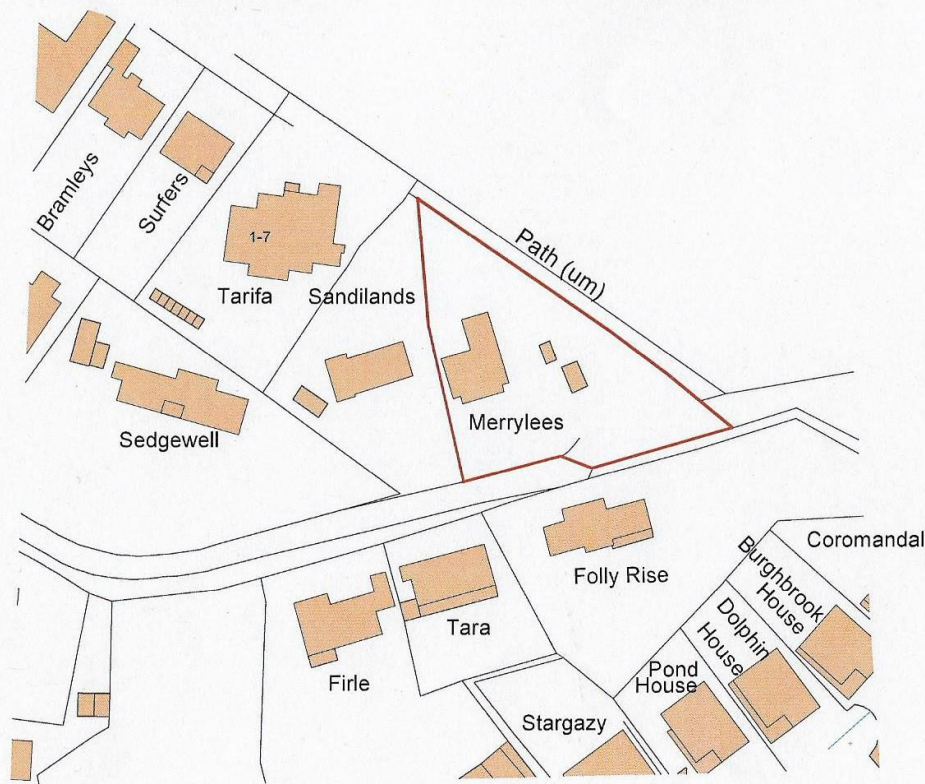 Bramleys
Surfers
1-7
Tarifa
Sandilands
Path (um)
Sedgewell
Merrylees
Coromandal
Burghbrook
House
Dolphin
House
Folly Rise
Tara
Pond
House
Firle
Stargazy